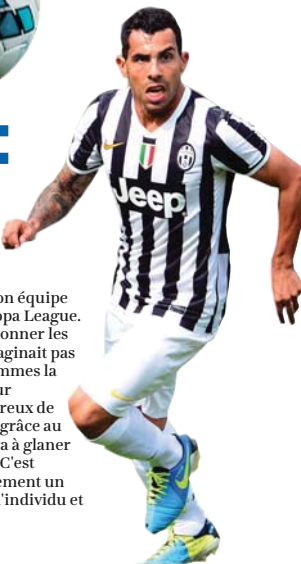 on équipe
opa League.
onner les
aginait pas
mmes la
ur
reux de
grâce au
a à glaner
C'est
ement un
'individu et
Jeep